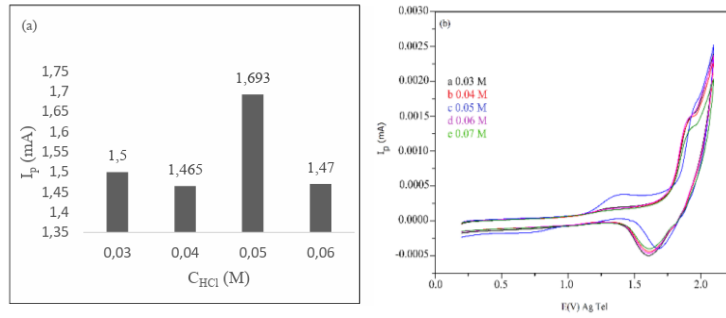 (a)
I_p (mA)
1,75
1,7
1,65
1,6
1,55
1,5
1,45
1,4
1,35
1,5
1,465
1,693
1,47
0,03
0,04
0,05
0,06
C_HCl (M)
(b)
I_p (mA)
0.0030
0.0025
0.0020
0.0015
0.0010
0.0005
0.0000
-0.0005
a 0.03 M
b 0.04 M
c 0.05 M
d 0.06 M
e 0.07 M
0.0
0.5
1.0
1.5
2.0
E(V) Ag Tel